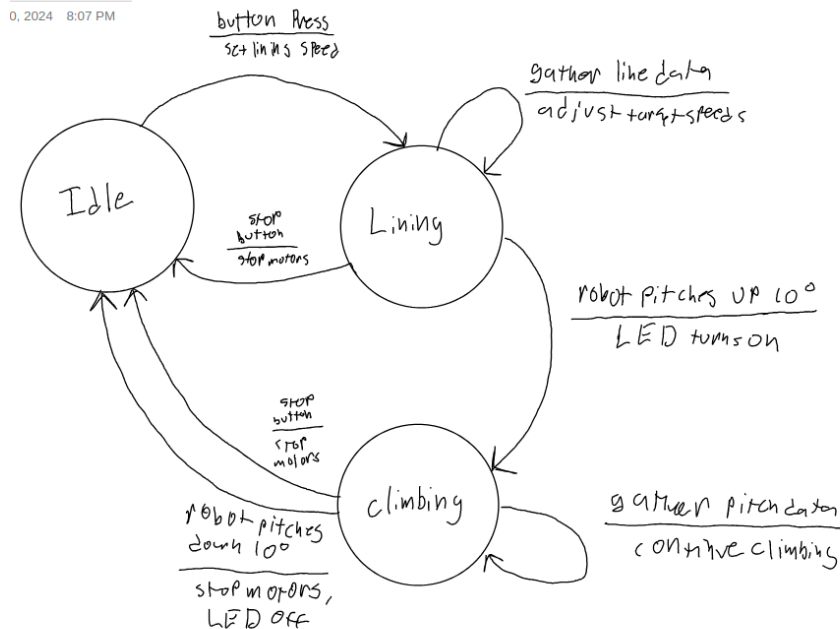 0, 2024 8:07 PM
button Press
set lining speed
gather line data
adjust target speeds
Idle
Lining
stop
button
stop motors
robot pitches up 10°
LED turns on
stop
button
stop
motors
climbing
robot pitches
down 10°
stop motors,
LED off
gather pitch data
continue climbing